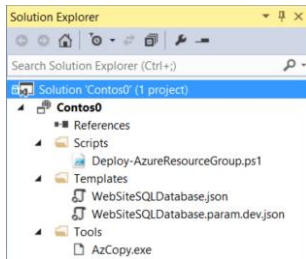 Solution Explorer
Search Solution Explorer (Ctrl+;)
Solution 'Contos0' (1 project)
Contos0
References
Scripts
Deploy-AzureResourceGroup.ps1
Templates
WebSiteSQLDatabase.json
WebSiteSQLDatabase.param.dev.json
Tools
AzCopy.exe